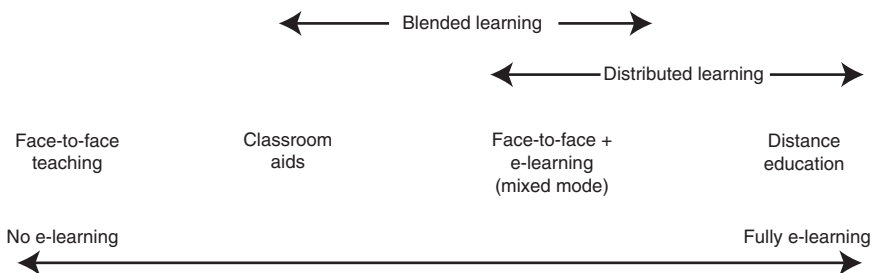 Blended learning
Distributed learning
Face-to-face
teaching
Classroom
aids
Face-to-face +
e-learning
(mixed mode)
Distance
education
No e-learning
Fully e-learning